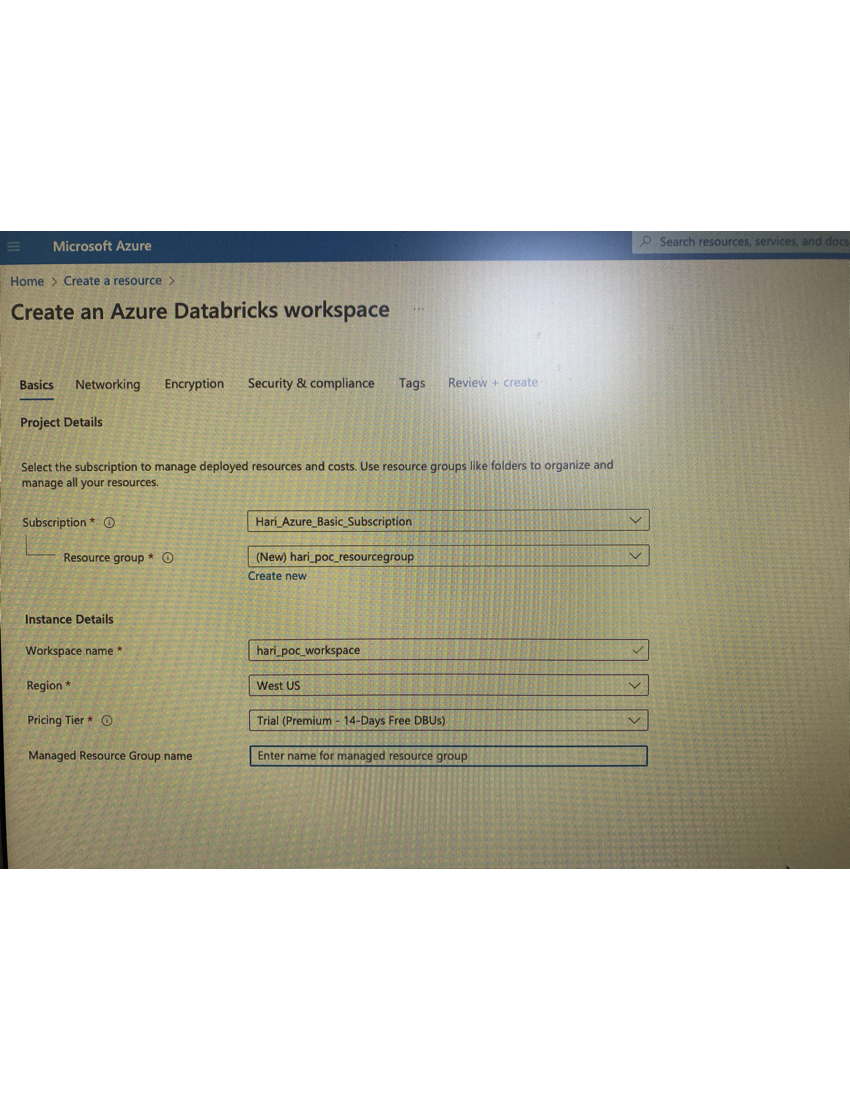 Microsoft Azure
Search resources, services, and docs
Home > Create a resource >
Create an Azure Databricks workspace ...
Basics Networking Encryption Security & compliance Tags Review + create
Project Details
Select the subscription to manage deployed resources and costs. Use resource groups like folders to organize and
manage all your resources.
Subscription * Hari_Azure_Basic_Subscription
Resource group * (New) hari_poc_resourcegroup
Create new
Instance Details
Workspace name * hari_poc_workspace
Region * West US
Pricing Tier * Trial (Premium - 14-Days Free DBUs)
Managed Resource Group name Enter name for managed resource group